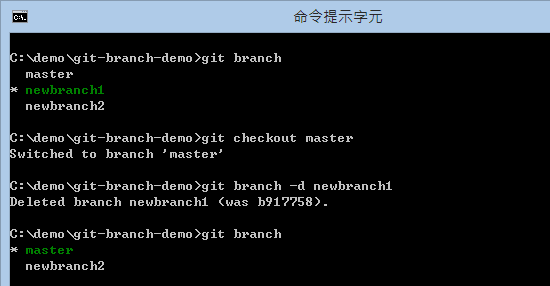 命令提示字元
C:\demo\git-branch-demo>git branch
  master
* newbranch1
  newbranch2
C:\demo\git-branch-demo>git checkout master
Switched to branch 'master'
C:\demo\git-branch-demo>git branch -d newbranch1
Deleted branch newbranch1 (was b917758).
C:\demo\git-branch-demo>git branch
* master
  newbranch2